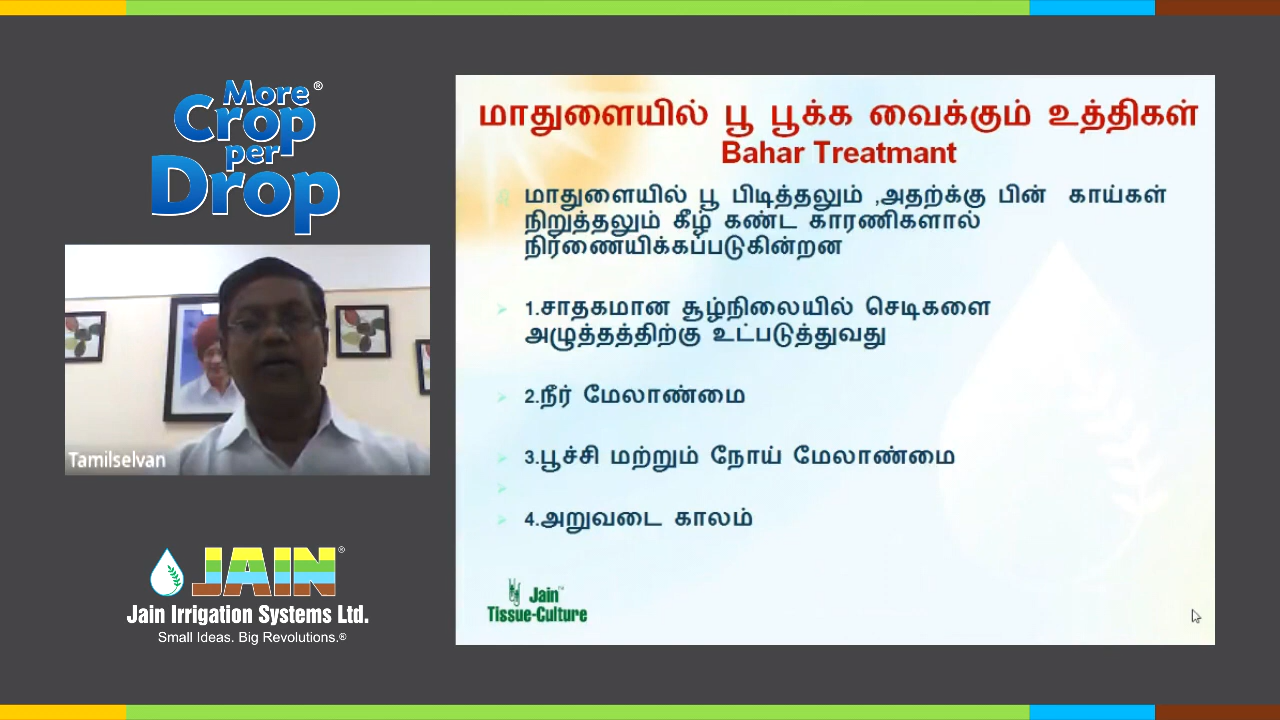 More
Crop
per
Drop
®
Tamilselvan
JAIN®
Jain Irrigation Systems Ltd.
Small Ideas. Big Revolutions.®
மாதுளையில் பூ பூக்க வைக்கும் உத்திகள்
Bahar Treatmant
மாதுளையில் பூ பிடித்தலும் ,அதற்க்கு பின் காய்கள்
நிறுத்தலும் கீழ் கண்ட காரணிகளால்
நிர்ணையிக்கப்படுகின்றன
1.சாதகமான சூழ்நிலையில் செடிகளை
அழுத்தத்திற்கு உட்படுத்துவது
2.நீர் மேலாண்மை
3.பூச்சி மற்றும் நோய் மேலாண்மை
4.அறுவடை காலம்
Jain™
Tissue-Culture